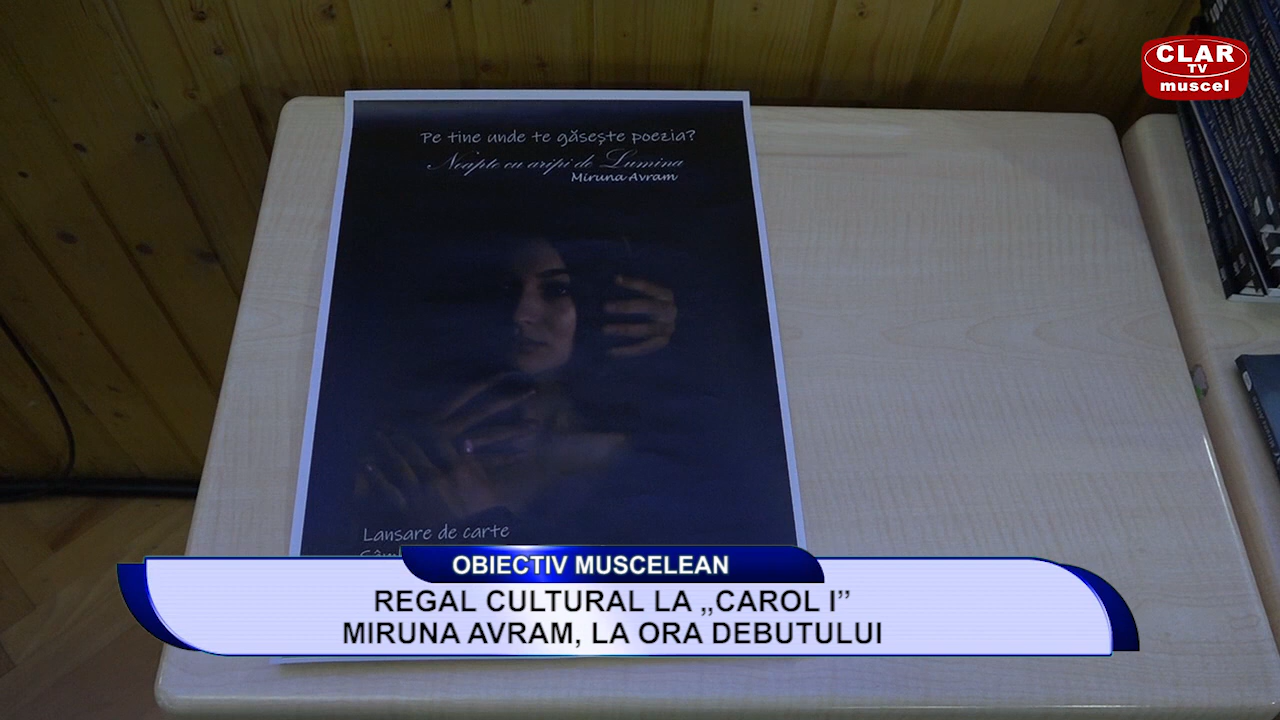 CLAR
TV
muscel
Pe tine unde te găsește poezia?
Noapte cu aripi de Lumina
Miruna Avram
Lansare de carte
OBIECTIV MUSCELEAN
REGAL CULTURAL LA „CAROL I”
MIRUNA AVRAM, LA ORA DEBUTULUI